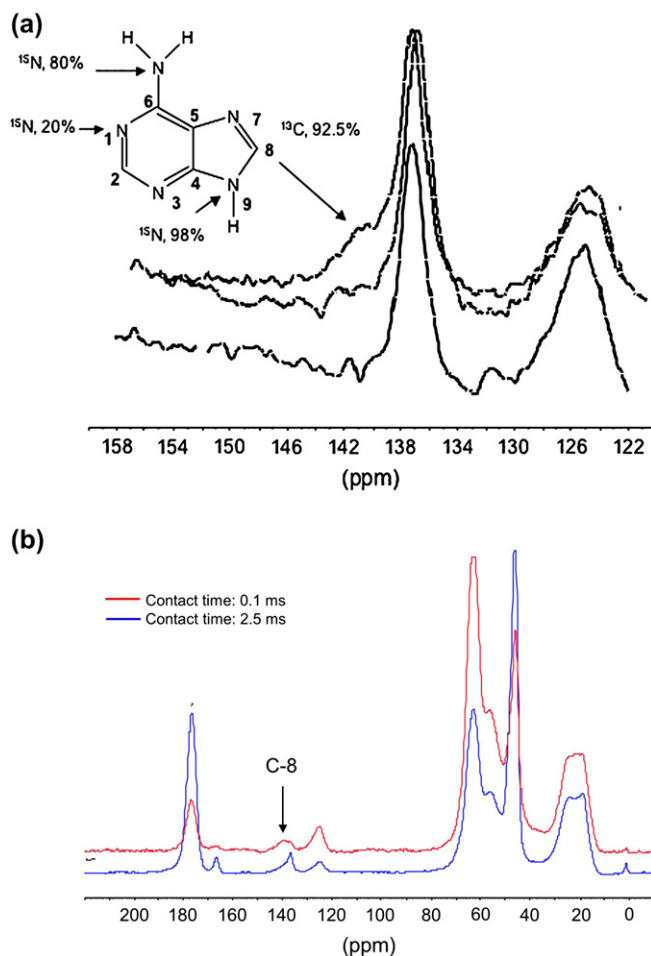 (a)
H H
¹⁵N, 80%
N
6
5
N
7
¹³C, 92.5%
¹⁵N, 20%
N
1
8
2
4
N
3
N
9
H
¹⁵N, 98%
158 154 150 146 142 137 134 130 126 122
(ppm)
(b)
Contact time: 0.1 ms
Contact time: 2.5 ms
C-8
200 180 160 140 120 100 80 60 40 20 0
(ppm)